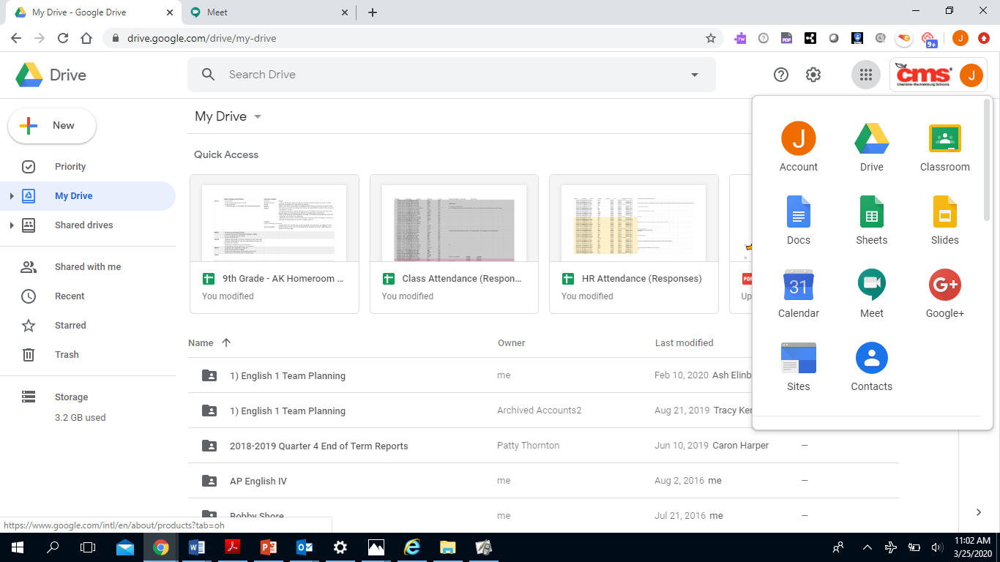 My Drive - Google Drive
Meet
drive.google.com/drive/my-drive
rw
PDF
9+
J
Drive
Search Drive
cms
Charlotte-Mecklenburg Schools
J
New
Priority
My Drive
Shared drives
Shared with me
Recent
Starred
Trash
Storage
3.2 GB used
My Drive
Quick Access
9th Grade - AK Homeroom ...
You modified
Class Attendance (Respon...
You modified
HR Attendance (Responses)
You modified
PDF
Up
Name
Owner
Last modified
1) English 1 Team Planning
me
Feb 10, 2020 Ash Elinb
1) English 1 Team Planning
Archived Accounts2
Aug 21, 2019 Tracy Ker
2018-2019 Quarter 4 End of Term Reports
Patty Thornton
Jun 10, 2019 Caron Harper
—
AP English IV
me
Aug 2, 2016 me
—
Bobby Shore
me
Jul 21, 2016 me
—
J
Account
Drive
Classroom
Docs
Sheets
Slides
31
Calendar
Meet
G+
Google+
Sites
Contacts
https://www.google.com/intl/en/about/products?tab=oh
11:02 AM
3/25/2020